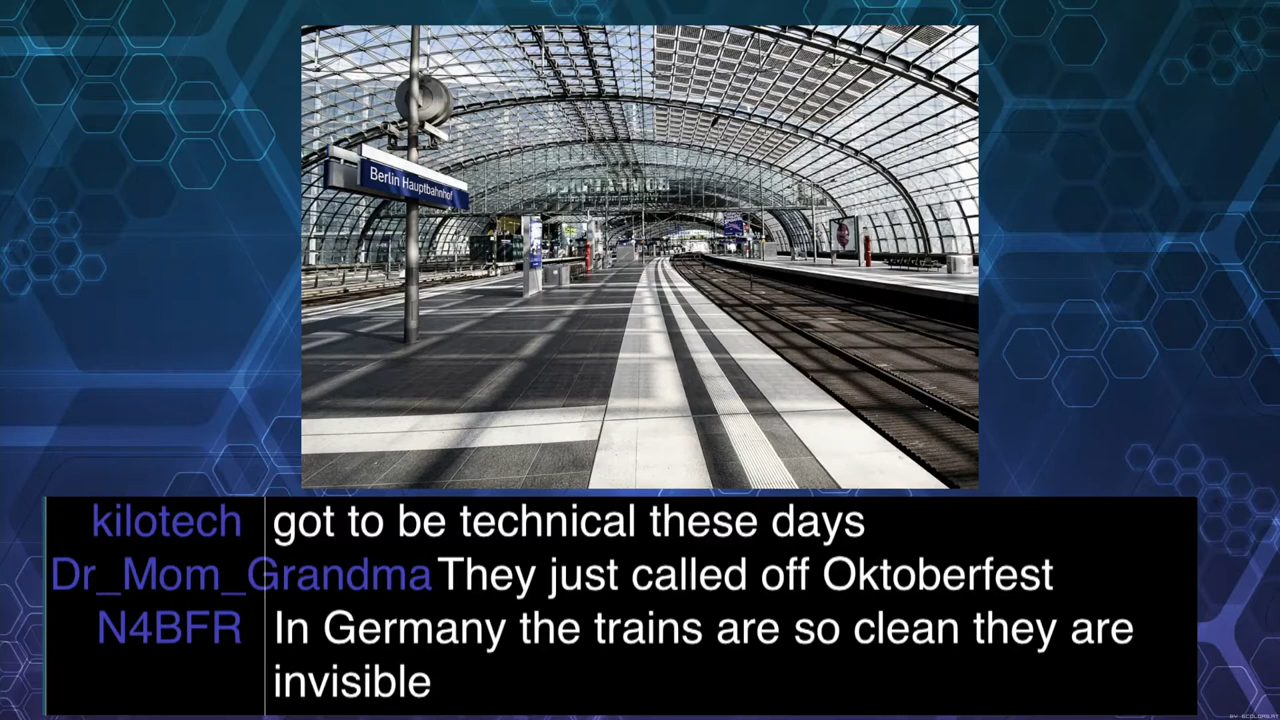 Berlin Hauptbahnhof
kilotech got to be technical these days
Dr_Mom_Grandma They just called off Oktoberfest
N4BFR In Germany the trains are so clean they are
invisible